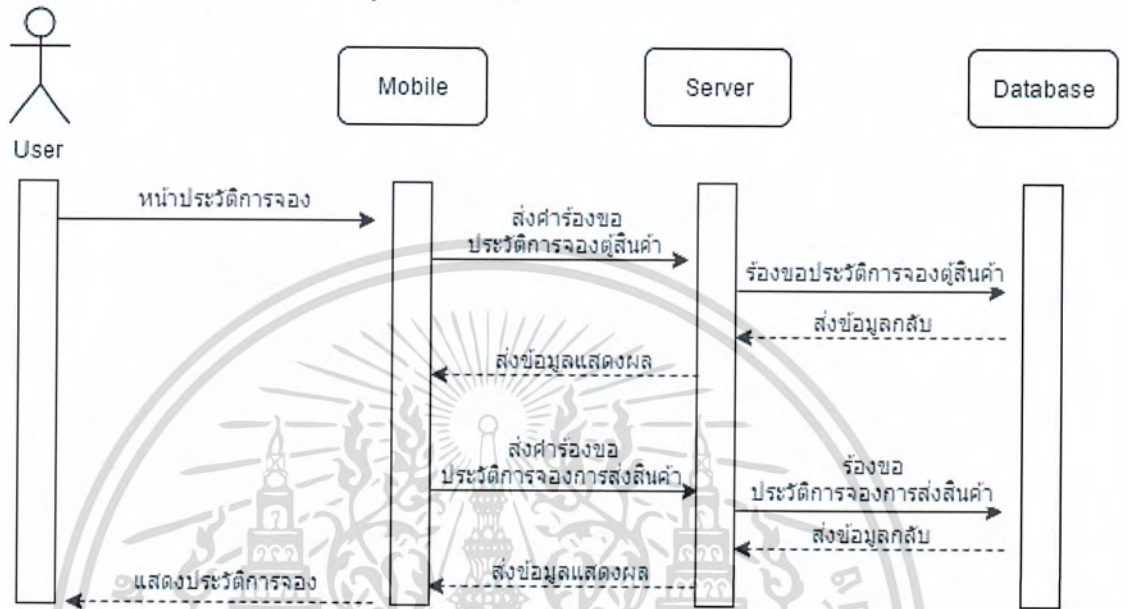 Mobile
Server
Database
User
หน้าประวัติการจอง
ส่งคำร้องขอ
ประวัติการจองตู้สินค้า
ร้องขอประวัติการจองตู้สินค้า
ส่งข้อมูลกลับ
ส่งข้อมูลแสดงผล
ส่งคำร้องขอ
ประวัติการจองการส่งสินค้า
ร้องขอ
ประวัติการจองการส่งสินค้า
ส่งข้อมูลกลับ
ส่งข้อมูลแสดงผล
แสดงประวัติการจอง